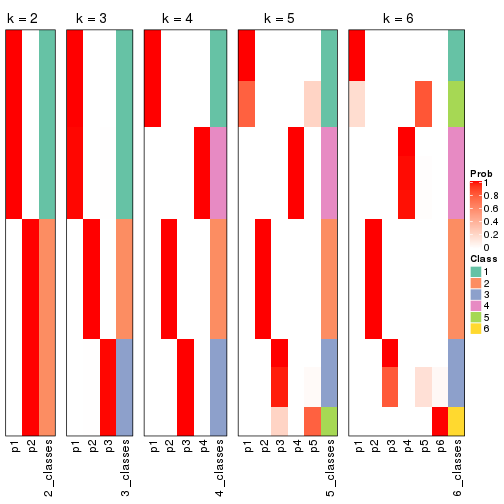 k = 2
k = 3
k = 4
k = 5
k = 6
Prob
1
0.8
0.6
0.4
0.2
0
Class
1
2
3
4
5
6
p1
p2
2_classes
p1
p2
p3
3_classes
p1
p2
p3
p4
4_classes
p1
p2
p3
p4
p5
5_classes
p1
p2
p3
p4
p5
p6
6_classes